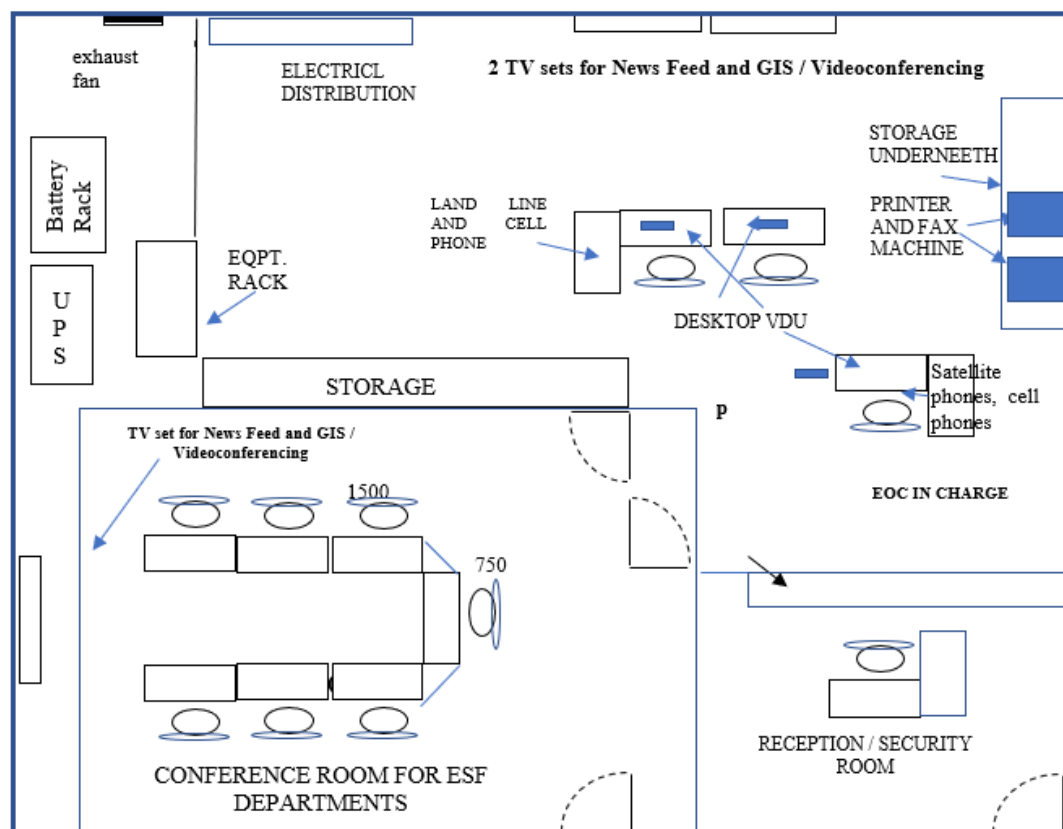 exhaust
fan
ELECTRICL
DISTRIBUTION
2 TV sets for News Feed and GIS / Videoconferencing
STORAGE
UNDERNEETH
PRINTER
AND FAX
MACHINE
Battery
Rack
LAND LINE
AND CELL
PHONE
EQPT.
RACK
U
P
S
DESKTOP VDU
STORAGE
Satellite
phones, cell
phones
p
TV set for News Feed and GIS /
Videoconferencing
1500
750
EOC IN CHARGE
RECEPTION / SECURITY
ROOM
CONFERENCE ROOM FOR ESF
DEPARTMENTS